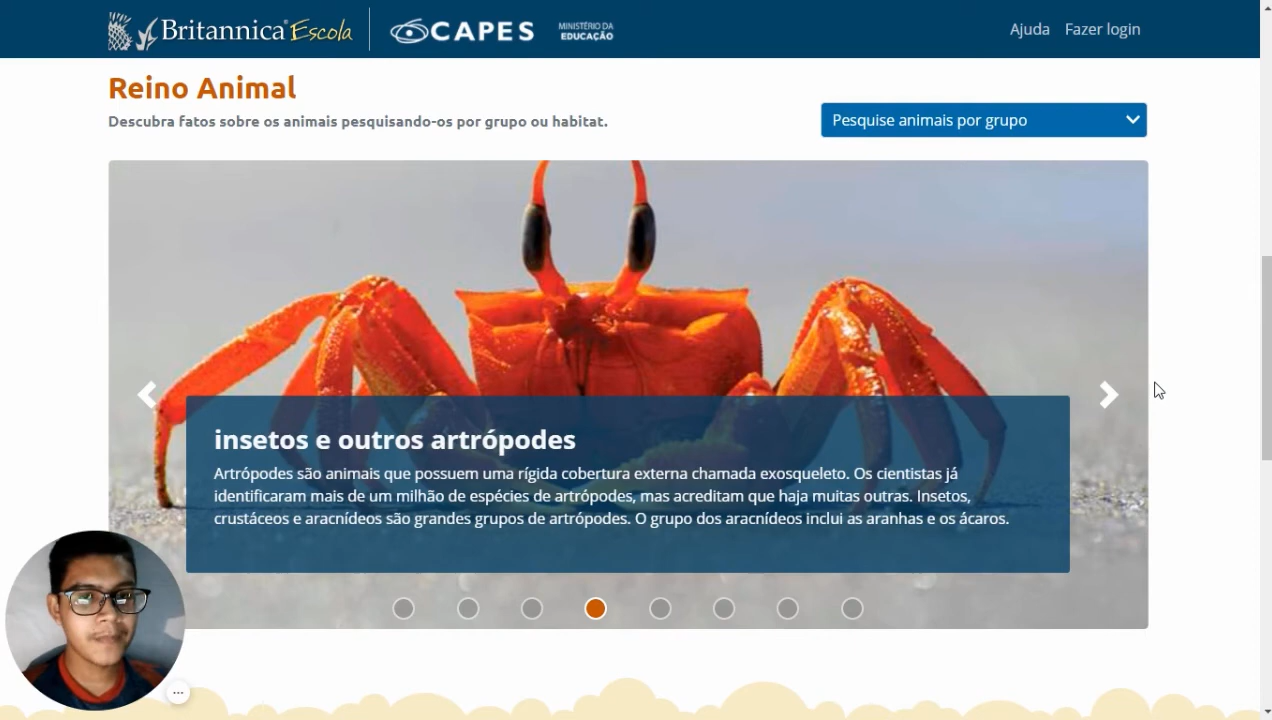 Britannica® Escola
CAPES
MINISTÉRIO DA
EDUCAÇÃO
Ajuda
Fazer login
Reino Animal
Descubra fatos sobre os animais pesquisando-os por grupo ou habitat.
Pesquise animais por grupo
insetos e outros artrópodes
Artrópodes são animais que possuem uma rígida cobertura externa chamada exosqueleto. Os cientistas já
identificaram mais de um milhão de espécies de artrópodes, mas acreditam que haja muitas outras. Insetos,
crustáceos e aracnídeos são grandes grupos de artrópodes. O grupo dos aracnídeos inclui as aranhas e os ácaros.